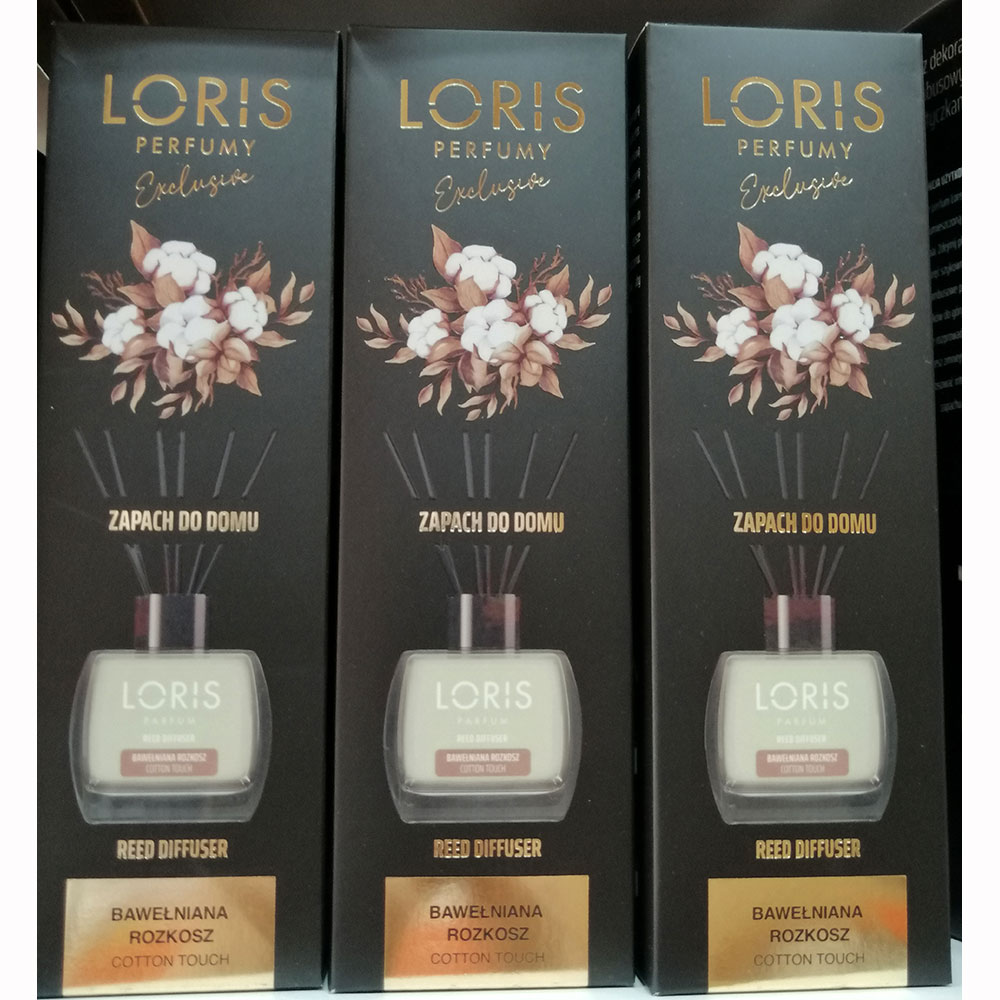 LORIS
PERFUMY
Exclusive
ZAPACH DO DOMU
LORIS
PARFUM
REED DIFFUSER
BAWEŁNIANA ROZKOSZ
COTTON TOUCH
REED DIFFUSER
BAWEŁNIANA
ROZKOSZ
COTTON TOUCH
LORIS
PERFUMY
Exclusive
ZAPACH DO DOMU
LORIS
PARFUM
REED DIFFUSER
BAWEŁNIANA ROZKOSZ
COTTON TOUCH
REED DIFFUSER
BAWEŁNIANA
ROZKOSZ
COTTON TOUCH
LORIS
PERFUMY
Exclusive
ZAPACH DO DOMU
LORIS
PARFUM
REED DIFFUSER
BAWEŁNIANA ROZKOSZ
COTTON TOUCH
REED DIFFUSER
BAWEŁNIANA
ROZKOSZ
COTTON TOUCH
z dekora